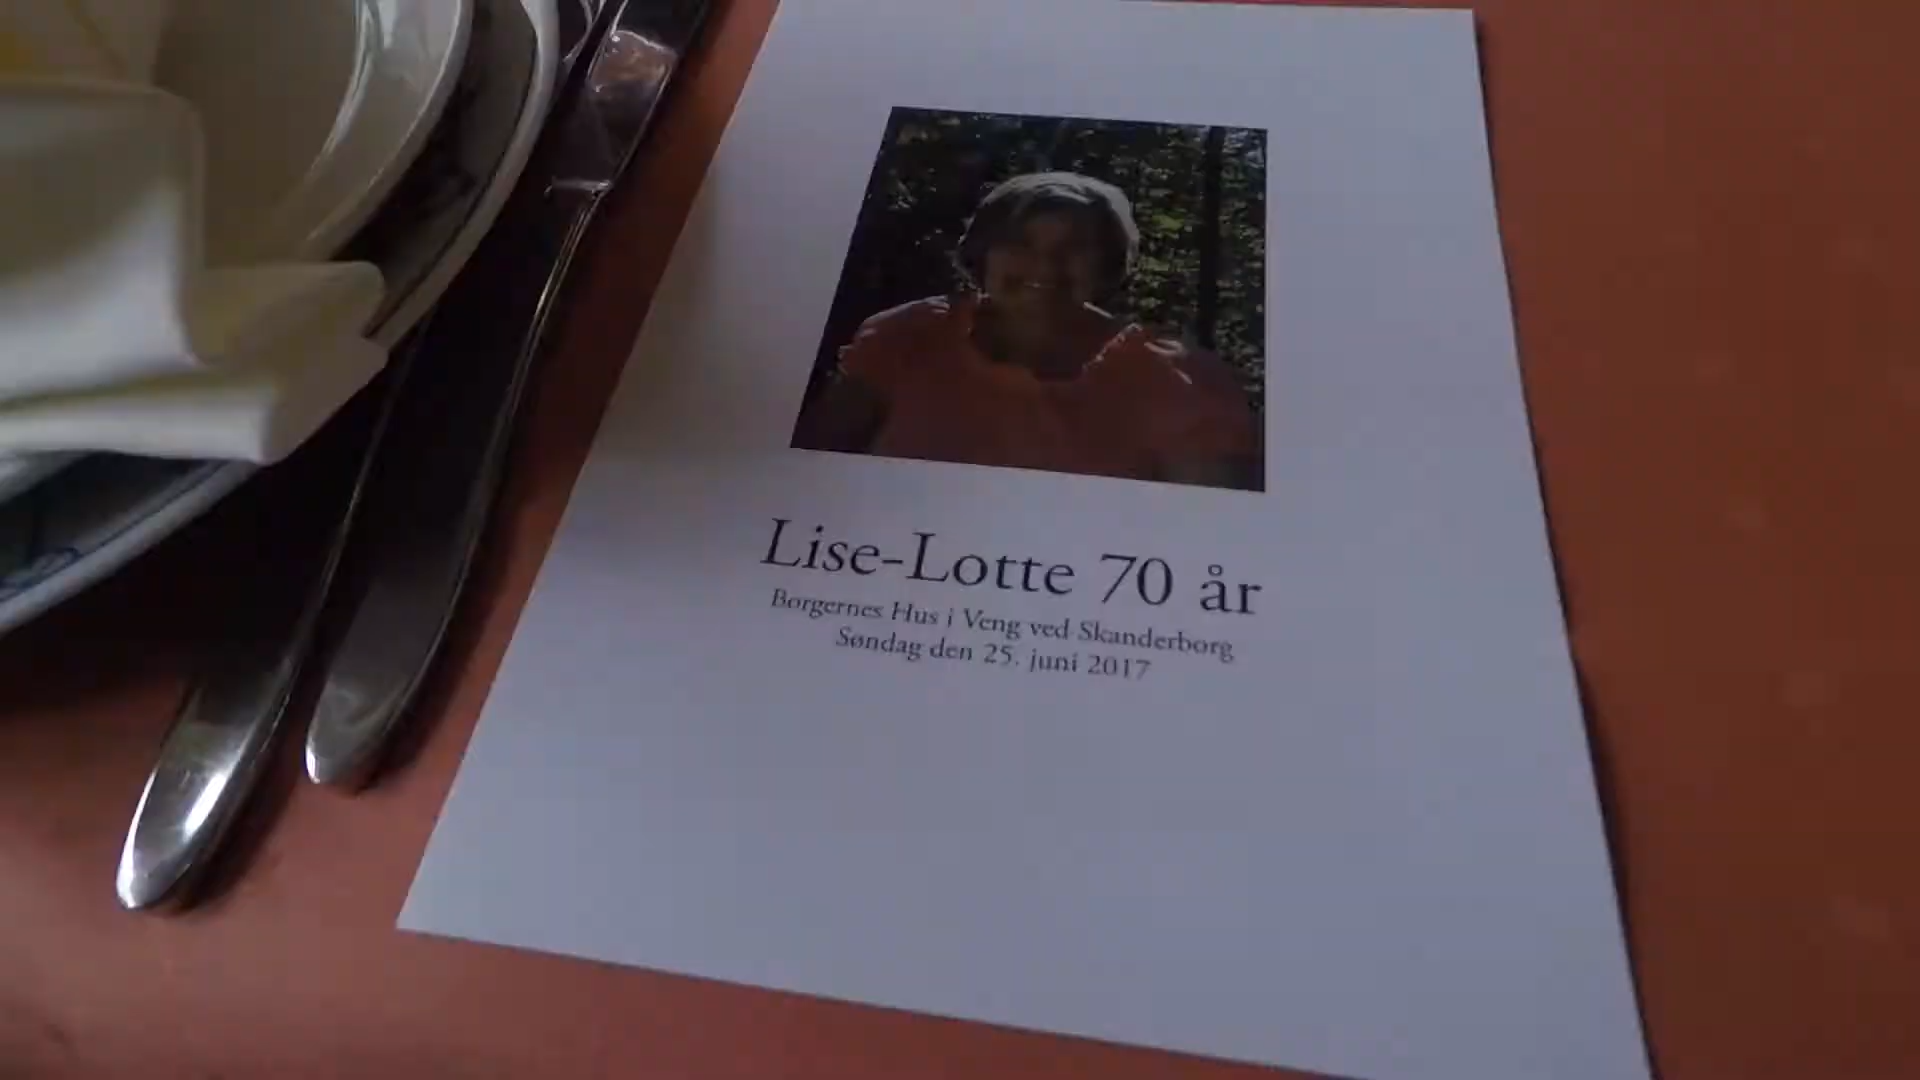 Lise-Lotte 70 år
Borgernes Hus i Veng ved Skanderborg
Søndag den 25. juni 2017